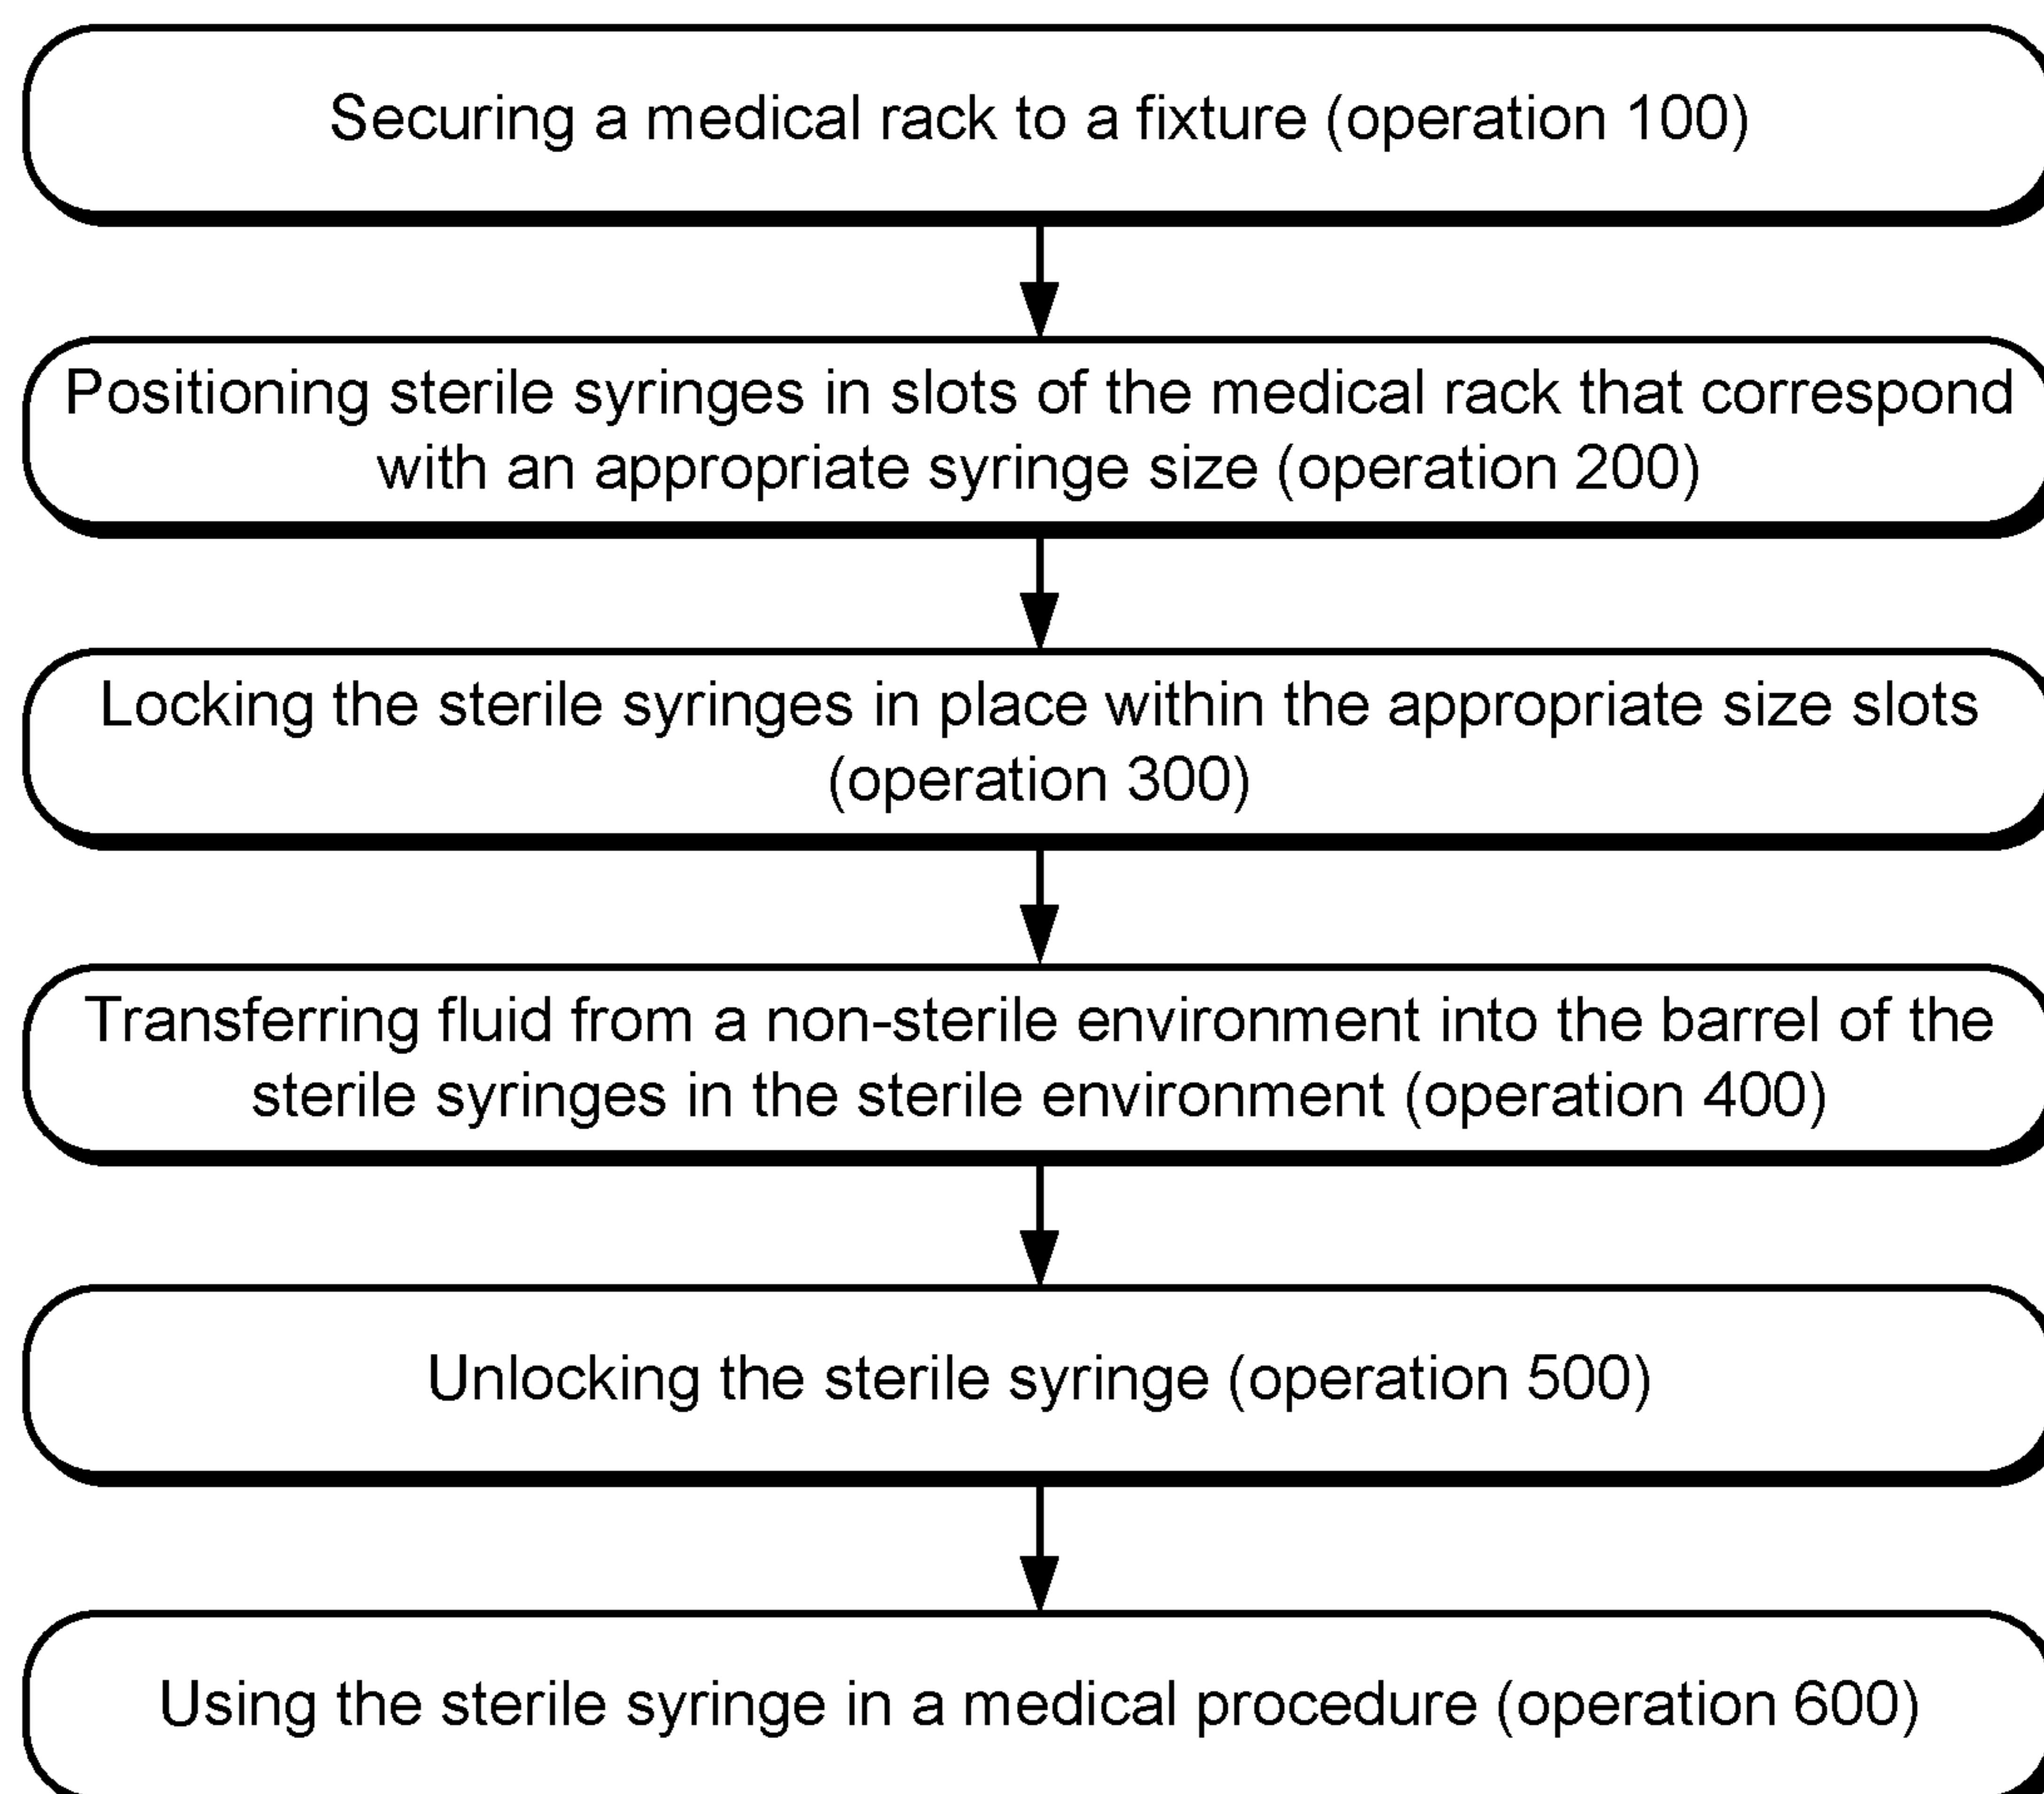 Securing a medical rack to a fixture (operation 100)
Positioning sterile syringes in slots of the medical rack that correspond
with an appropriate syringe size (operation 200)
Locking the sterile syringes in place within the appropriate size slots
(operation 300)
Transferring fluid from a non-sterile environment into the barrel of the
sterile syringes in the sterile environment (operation 400)
Unlocking the sterile syringe (operation 500)
Using the sterile syringe in a medical procedure (operation 600)